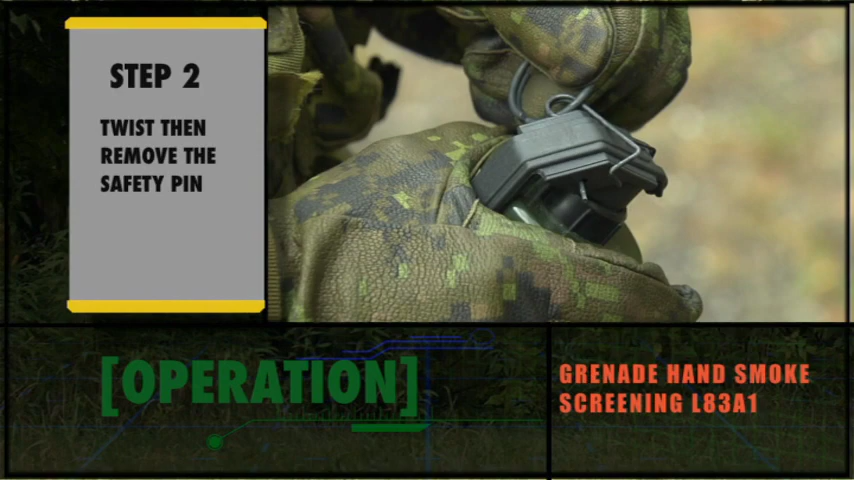 STEP 2
TWIST THEN
REMOVE THE
SAFETY PIN
[OPERATION]
GRENADE HAND SMOKE
SCREENING L83A1